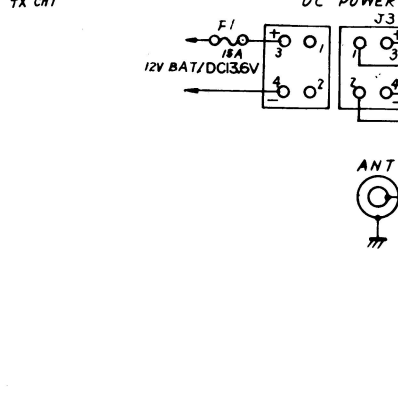 TX CH1
DC POWER
J3
F1
15A
12V BAT/DC13.6V
+ 3 1
4 − 2
1 + 3
2 4 −
ANT